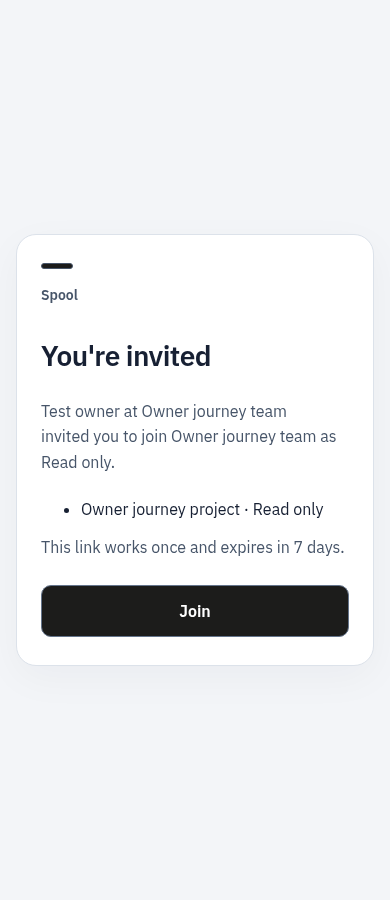 Spool
You're invited
Test owner at Owner journey team
invited you to join Owner journey team as
Read only.
• Owner journey project · Read only
This link works once and expires in 7 days.
Join